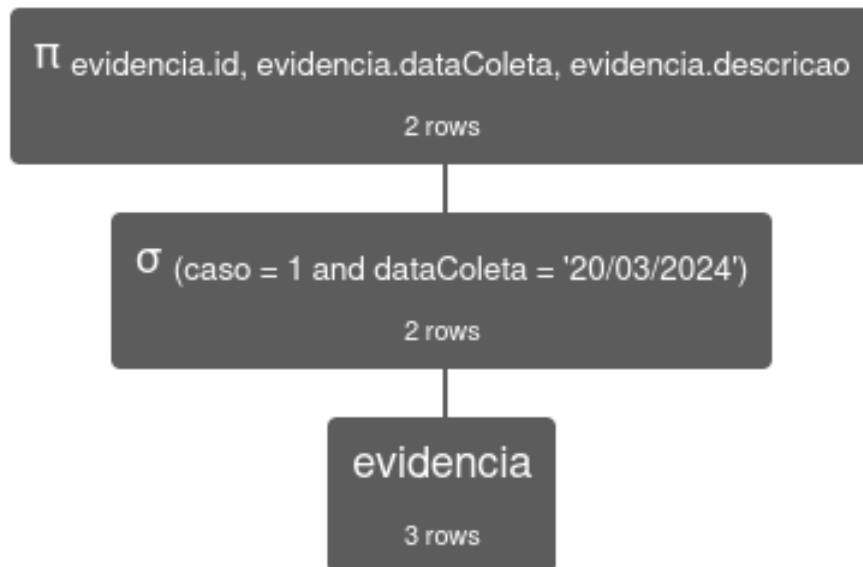 π evidencia.id, evidencia.dataColeta, evidencia.descricao
2 rows
σ (caso = 1 and dataColeta = '20/03/2024')
2 rows
evidencia
3 rows